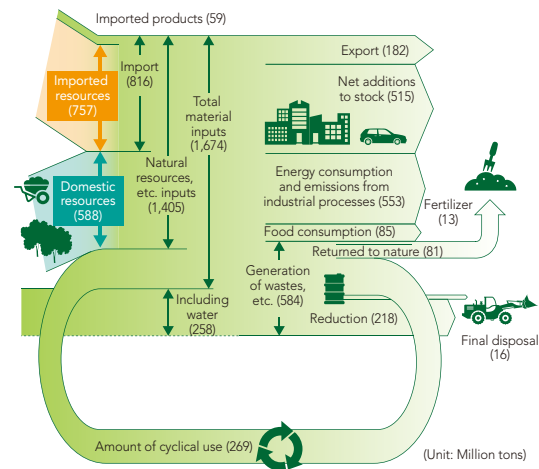 Imported products (59)
Export (182)
Import
(816)
Net additions
to stock (515)
Imported
resources
(757)
Total
material
inputs
(1,674)
Natural
resources,
etc. inputs
(1,405)
Domestic
resources
(588)
Energy consumption
and emissions from
industrial processes (553)
Fertilizer
(13)
Food consumption (85)
Returned to nature (81)
Generation
of wastes,
etc. (584)
Including
water
(258)
Reduction (218)
Final disposal
(16)
Amount of cyclical use (269)
(Unit: Million tons)